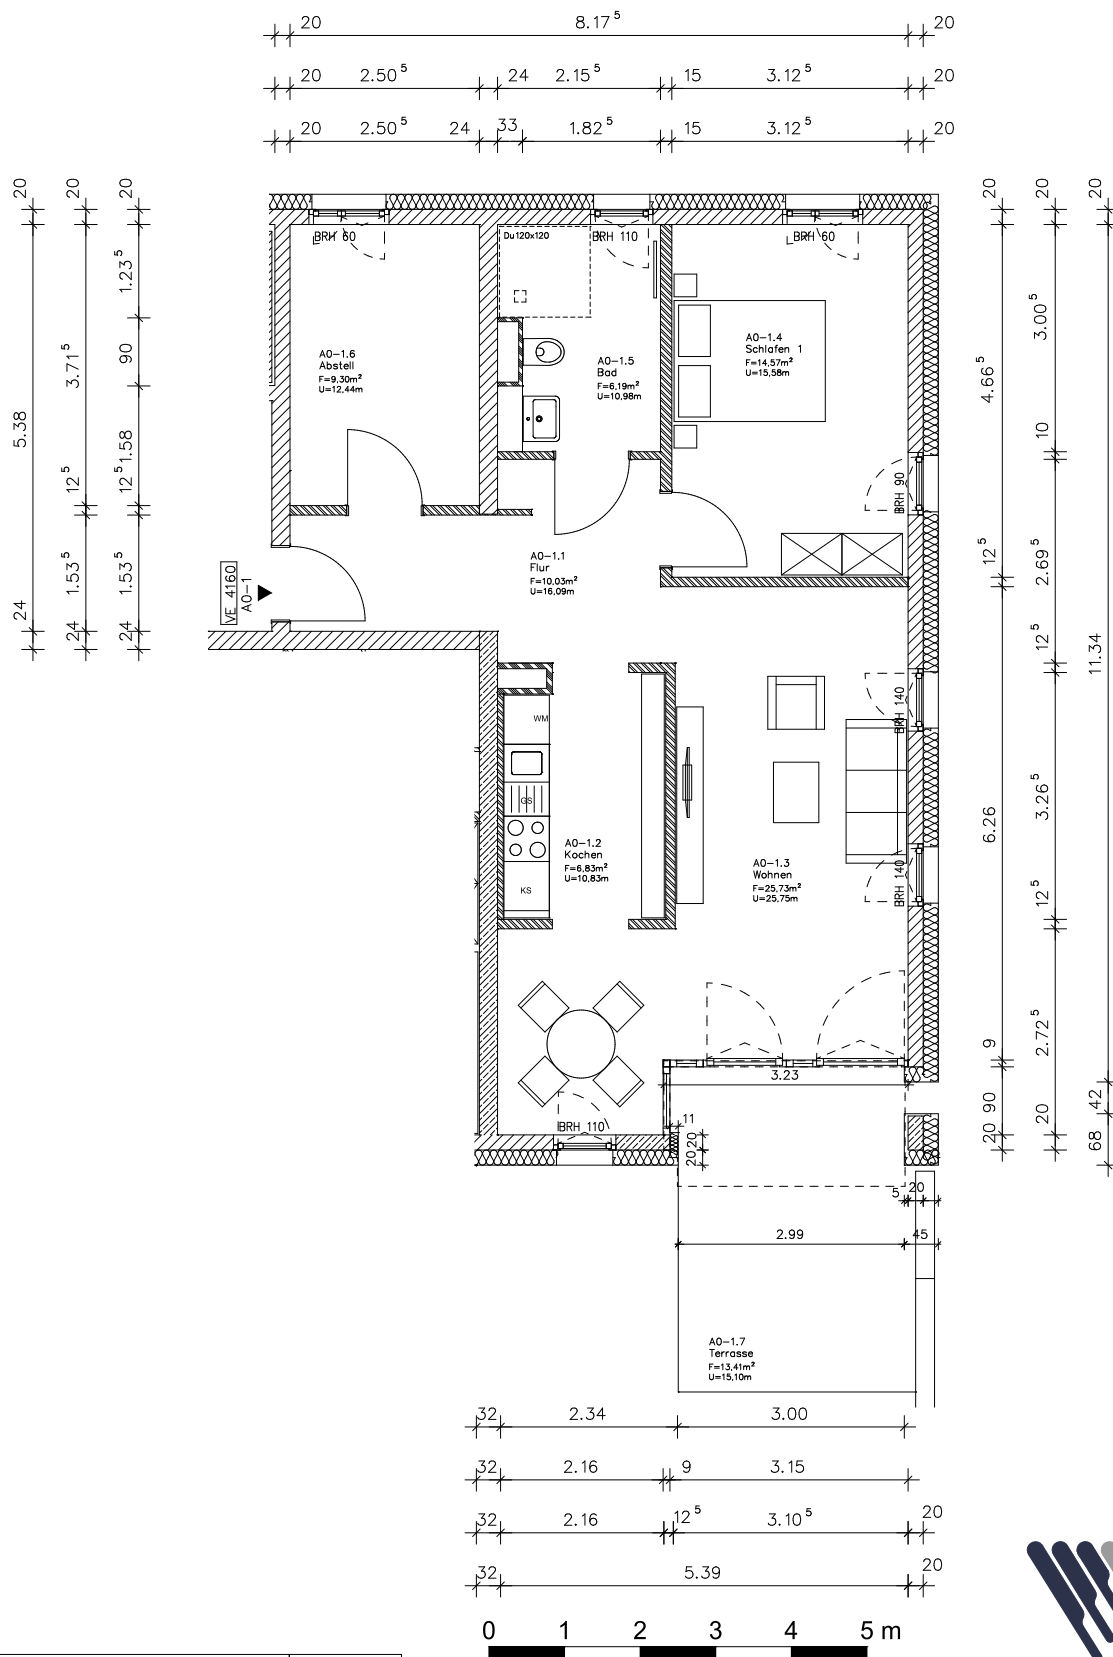 20 8.17⁵ 20
20 2.50⁵ 24 2.15⁵ 15 3.12⁵ 20
20 2.50⁵ 24 33 1.82⁵ 15 3.12⁵ 20
20 5.38 24
20 3.71⁵ 12⁵ 1.53⁵ 24
20 1.23⁵ 90 1.58 12⁵ 1.53⁵ 24
BRH 60
Du120x120
BRH 110
BRH 60
A0-1.6
Abstell
F=9,30m²
U=12,44m
A0-1.5
Bad
F=6,19m²
U=10,98m
A0-1.4
Schlafen 1
F=14,57m²
U=15,58m
BRH 90
VE 4160
A0-1
A0-1.1
Flur
F=10,03m²
U=16,09m
WM
GS
KS
BRH 140
BRH 140
A0-1.2
Kochen
F=6,83m²
U=10,83m
A0-1.3
Wohnen
F=25,73m²
U=25,75m
BRH 110
3.23
11
20
20
5 20
2.99 45
A0-1.7
Terrasse
F=13,41m²
U=15,10m
20 4.66⁵ 12⁵ 6.26 9 90 20
20 3.00⁵ 10 2.69⁵ 12⁵ 3.26⁵ 12⁵ 2.72⁵ 20
20 11.34 42 68
32 2.34 3.00
32 2.16 9 3.15
32 2.16 12⁵ 3.10⁵ 20
32 5.39 20
0 1 2 3 4 5 m